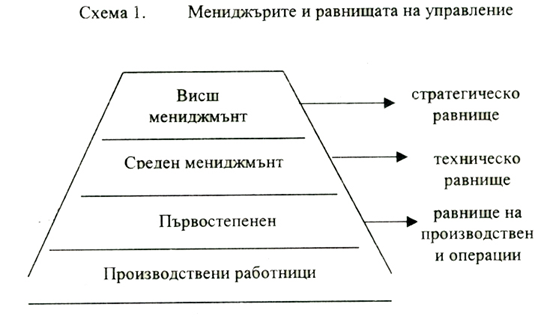 Схема 1. Мениджърите и равнищата на управление
Висш
мениджмънт
стратегическо
равнище
Среден мениджмънт
техническо
равнище
Първостепенен
равнище на
производствен
и операции
Производствени работници